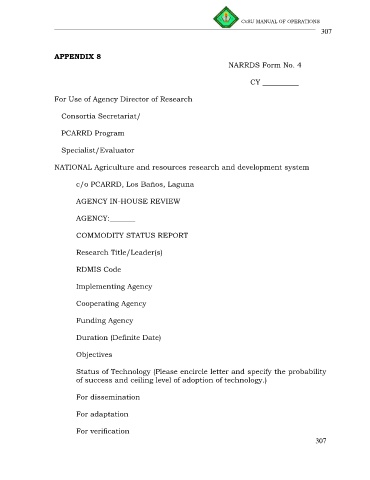 CvSU MANUAL OF OPERATIONS
307
APPENDIX 8
NARRDS Form No. 4
CY __________
For Use of Agency Director of Research
Consortia Secretariat/
PCARRD Program
Specialist/Evaluator
NATIONAL Agriculture and resources research and development system
c/o PCARRD, Los Baños, Laguna
AGENCY IN-HOUSE REVIEW
AGENCY:_______
COMMODITY STATUS REPORT
Research Title/Leader(s)
RDMIS Code
Implementing Agency
Cooperating Agency
Funding Agency
Duration (Definite Date)
Objectives
Status of Technology (Please encircle letter and specify the probability
of success and ceiling level of adoption of technology.)
For dissemination
For adaptation
For verification
307